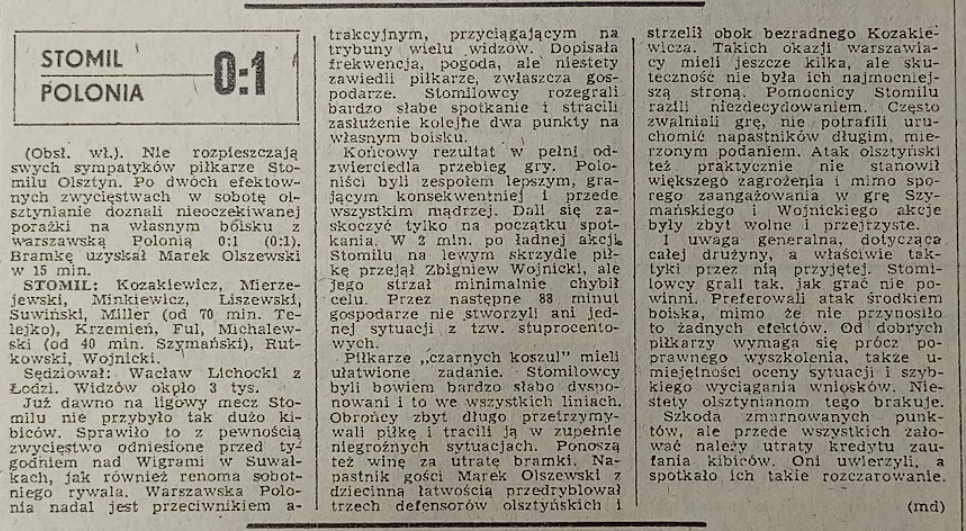 STOMIL
POLONIA
0:1
(Obsł. wł.). Nie rozpieszczają
swych sympatyków piłkarze Sto-
milu Olsztyn. Po dwóch efektow-
nych zwycięstwach w sobotę ol-
sztynianie doznali nieoczekiwanej
porażki na własnym boisku z
warszawską Polonią 0:1 (0:1).
Bramkę uzyskał Marek Olszewski
w 15 min.
STOMIL: Kozakiewicz, Mierze-
jewski, Minkiewicz, Liszewski,
Suwiński, Miller (od 70 min. Te-
lejko), Krzemień, Ful, Michalew-
ski (od 40 min. Szymański), Rut-
kowski, Wojnicki.
Sędziował: Wacław Lichocki z
Łodzi. Widzów około 3 tys.
Już dawno na ligowy mecz Sto-
milu nie przybyło tak dużo ki-
biców. Sprawiło to z pewnością
zwycięstwo odniesione przed ty-
godniem nad Wigrami w Suwał-
kach, jak również renoma sobot-
niego rywala. Warszawska Polo-
nia nadal jest przeciwnikiem a-
trakcyjnym, przyciągającym na
trybuny wielu widzów. Dopisała
frekwencja, pogoda, ale niestety
zawiedli piłkarze, zwłaszcza gos-
podarze. Stomilowcy rozegrali
bardzo słabe spotkanie i stracili
zasłużenie kolejne dwa punkty na
własnym boisku.
Końcowy rezultat w pełni od-
zwierciedla przebieg gry. Polo-
niści byli zespołem lepszym, gra-
jącym konsekwentniej i przede
wszystkim mądrzej. Dali się za-
skoczyć tylko na początku spot-
kania. W 2 min. po ładnej akcji
Stomilu na lewym skrzydle pił-
kę przejął Zbigniew Wojnicki, ale
jego strzał minimalnie chybił
celu. Przez następne 88 minut
gospodarze nie stworzyli ani jed-
nej sytuacji z tzw. stuprocento-
wych.
Piłkarze „czarnych koszul” mieli
ułatwione zadanie. Stomilowcy
byli bowiem bardzo słabo dyspo-
nowani i to we wszystkich liniach.
Obrońcy zbyt długo przetrzymy-
wali piłkę i tracili ją w zupełnie
niegroźnych sytuacjach. Ponoszą
też winę za utratę bramki. Na-
pastnik gości Marek Olszewski z
dziecinną łatwością przedryblował
trzech defensorów olsztyńskich i
strzelił obok bezradnego Kozakie-
wicza. Takich okazji warszawia-
cy mieli jeszcze kilka, ale sku-
teczność nie była ich najmocniej-
szą stroną. Pomocnicy Stomilu
razili niezdecydowaniem. Często
zwalniali grę, nie potrafili uru-
chomić napastników długim, mie-
rzonym podaniem. Atak olsztyński
też praktycznie nie stanowił
większego zagrożenia i mimo spo-
rego zaangażowania w grę Szy-
mańskiego i Wojnickiego akcje
były zbyt wolne i przejrzyste.
I uwaga generalna, dotycząca
całej drużyny, a właściwie tak-
tyki przez nią przyjętej. Stomi-
lowcy grali tak, jak grać nie po-
winni. Preferowali atak środkiem
boiska, mimo że nie przynosiło
to żadnych efektów. Od dobrych
piłkarzy wymaga się prócz po-
prawnego wyszkolenia, także u-
miejętności oceny sytuacji i szyb-
kiego wyciągania wniosków. Nie-
stety olsztynianom tego brakuje.
Szkoda zmarnowanych punk-
tów, ale przede wszystkich żało-
wać należy utraty kredytu zau-
fania kibiców. Oni uwierzyli, a
spotkało ich takie rozczarowanie.
(md)